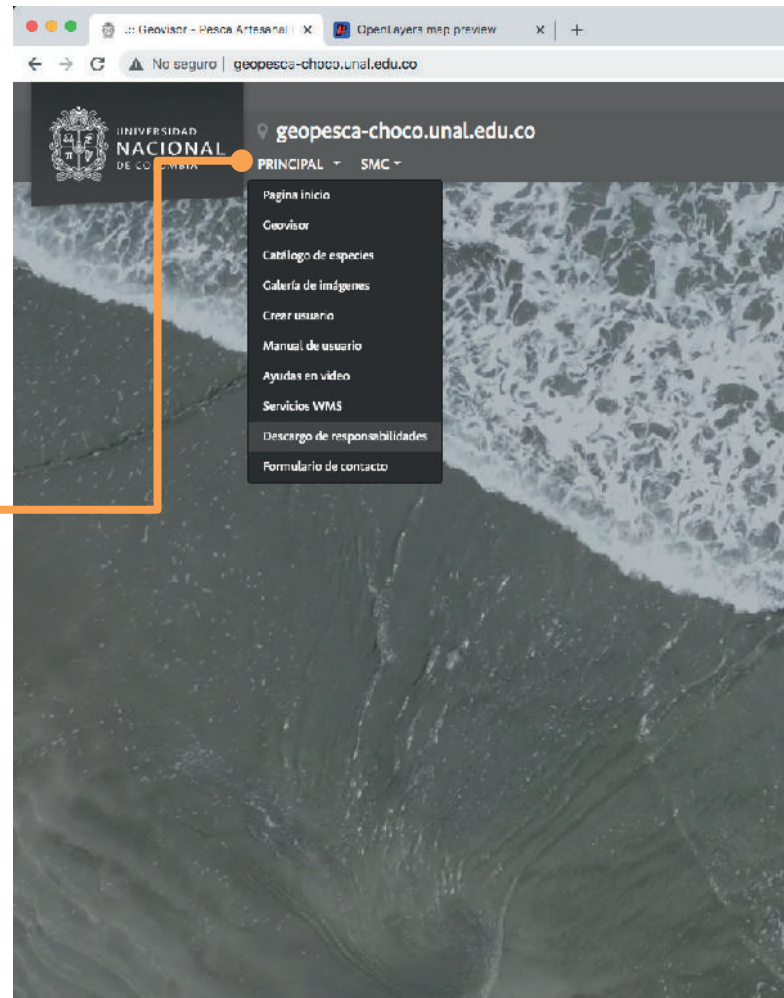 .:: Geovisor - Pesca Artesanal
OpenLayers map preview
No seguro | geopesca-choco.unal.edu.co
UNIVERSIDAD
NACIONAL
DE COLOMBIA
geopesca-choco.unal.edu.co
PRINCIPAL SMC
Pagina inicio
Geovisor
Catálogo de especies
Galería de imágenes
Crear usuario
Manual de usuario
Ayudas en video
Servicios WMS
Descargo de responsabilidades
Formulario de contacto